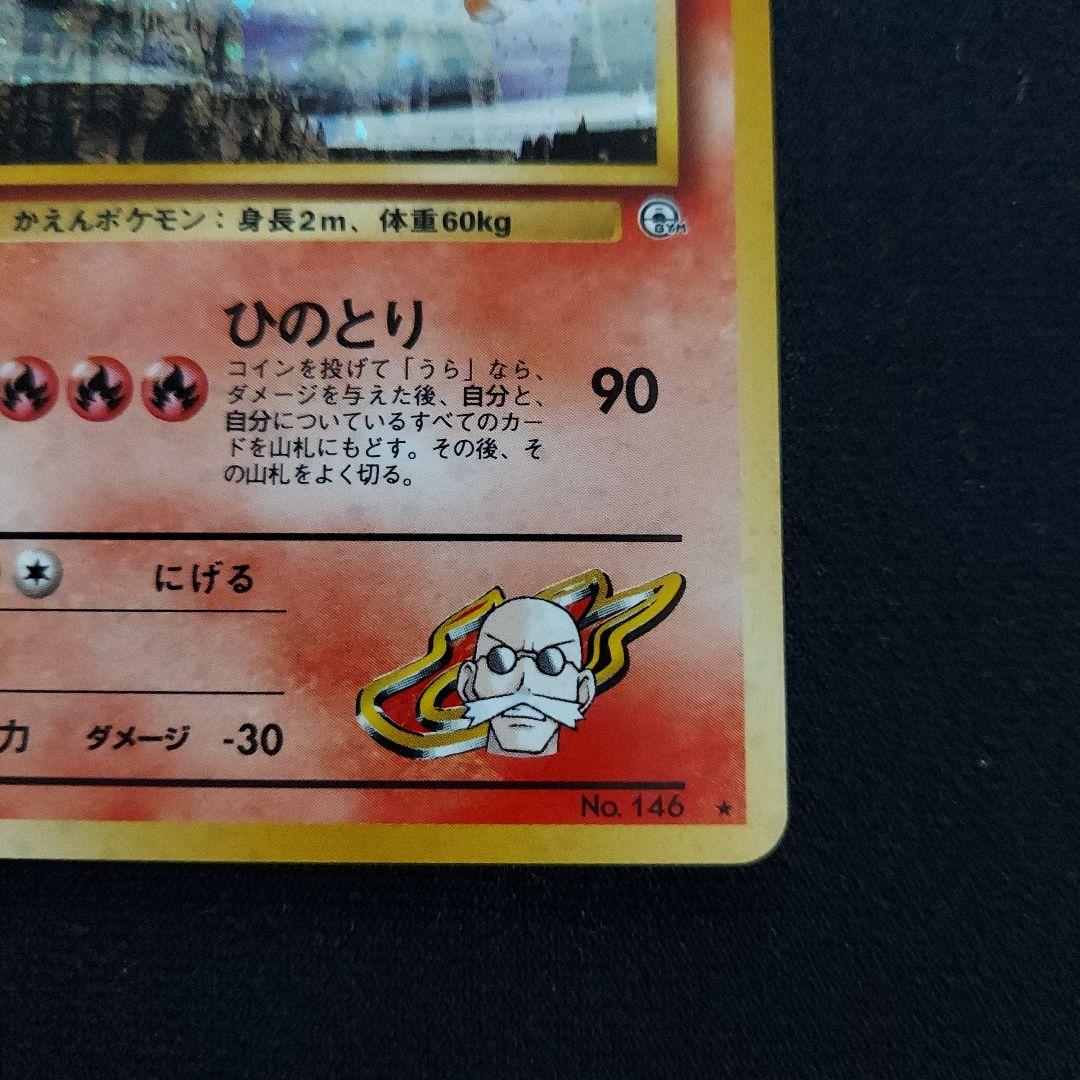 かえんポケモン：身長2m、体重60kg
GYM
ひのとり
コインを投げて「うら」なら、
ダメージを与えた後、自分と、
自分についているすべてのカー
ドを山札にもどす。その後、そ
の山札をよく切る。
90
にげる
力 ダメージ -30
No. 146 ★